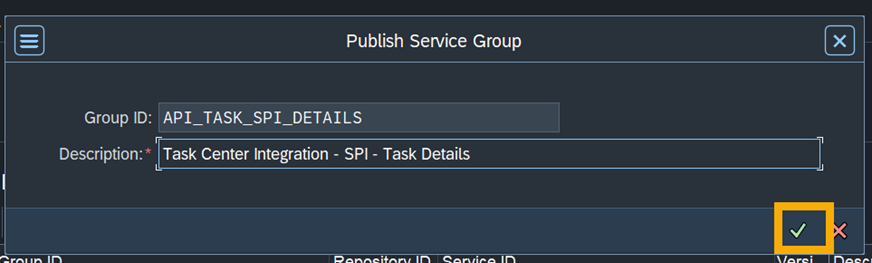 Publish Service Group
Group ID: API_TASK_SPI_DETAILS
Description:* Task Center Integration - SPI - Task Details
Group ID Repository ID Service ID Versi Desc